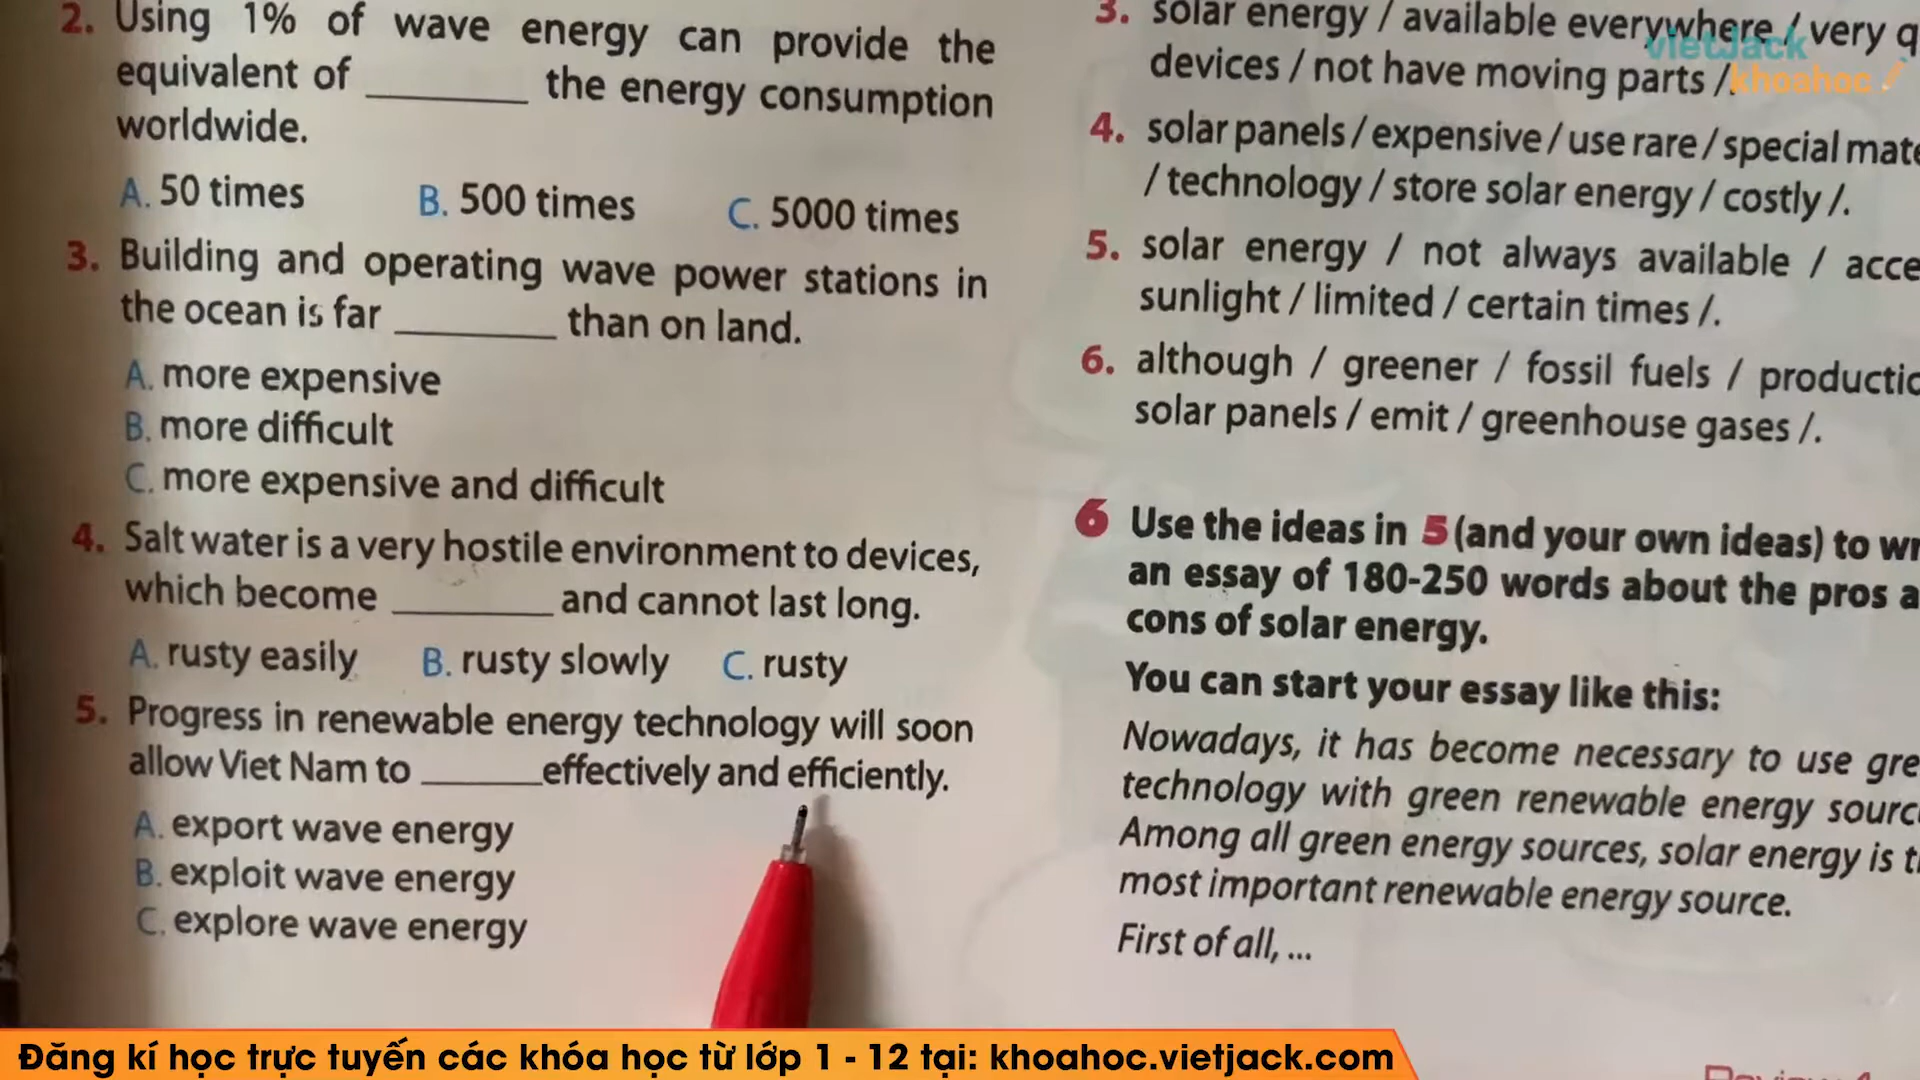 2. Using 1% of wave energy can provide the
equivalent of ________ the energy consumption
worldwide.
A. 50 times B. 500 times C. 5000 times
3. Building and operating wave power stations in
the ocean is far ________ than on land.
A. more expensive
B. more difficult
C. more expensive and difficult
4. Salt water is a very hostile environment to devices,
which become ________ and cannot last long.
A. rusty easily B. rusty slowly C. rusty
5. Progress in renewable energy technology will soon
allow Viet Nam to ______effectively and efficiently.
A. export wave energy
B. exploit wave energy
C. explore wave energy
3. solar energy / available everywhere / very
devices / not have moving parts /.
4. solar panels / expensive / use rare / special
/ technology / store solar energy / costly /.
5. solar energy / not always available /
sunlight / limited / certain times /.
6. although / greener / fossil fuels /
solar panels / emit / greenhouse gases /.
6 Use the ideas in 5 (and your own ideas) to
an essay of 180-250 words about the pros
cons of solar energy.
You can start your essay like this:
Nowadays, it has become necessary to use
technology with green renewable energy
Among all green energy sources, solar energy is
most important renewable energy source.
First of all, ...
vietJack
khoahoc
Đăng kí học trực tuyến các khóa học từ lớp 1 - 12 tại: khoahoc.vietjack.com